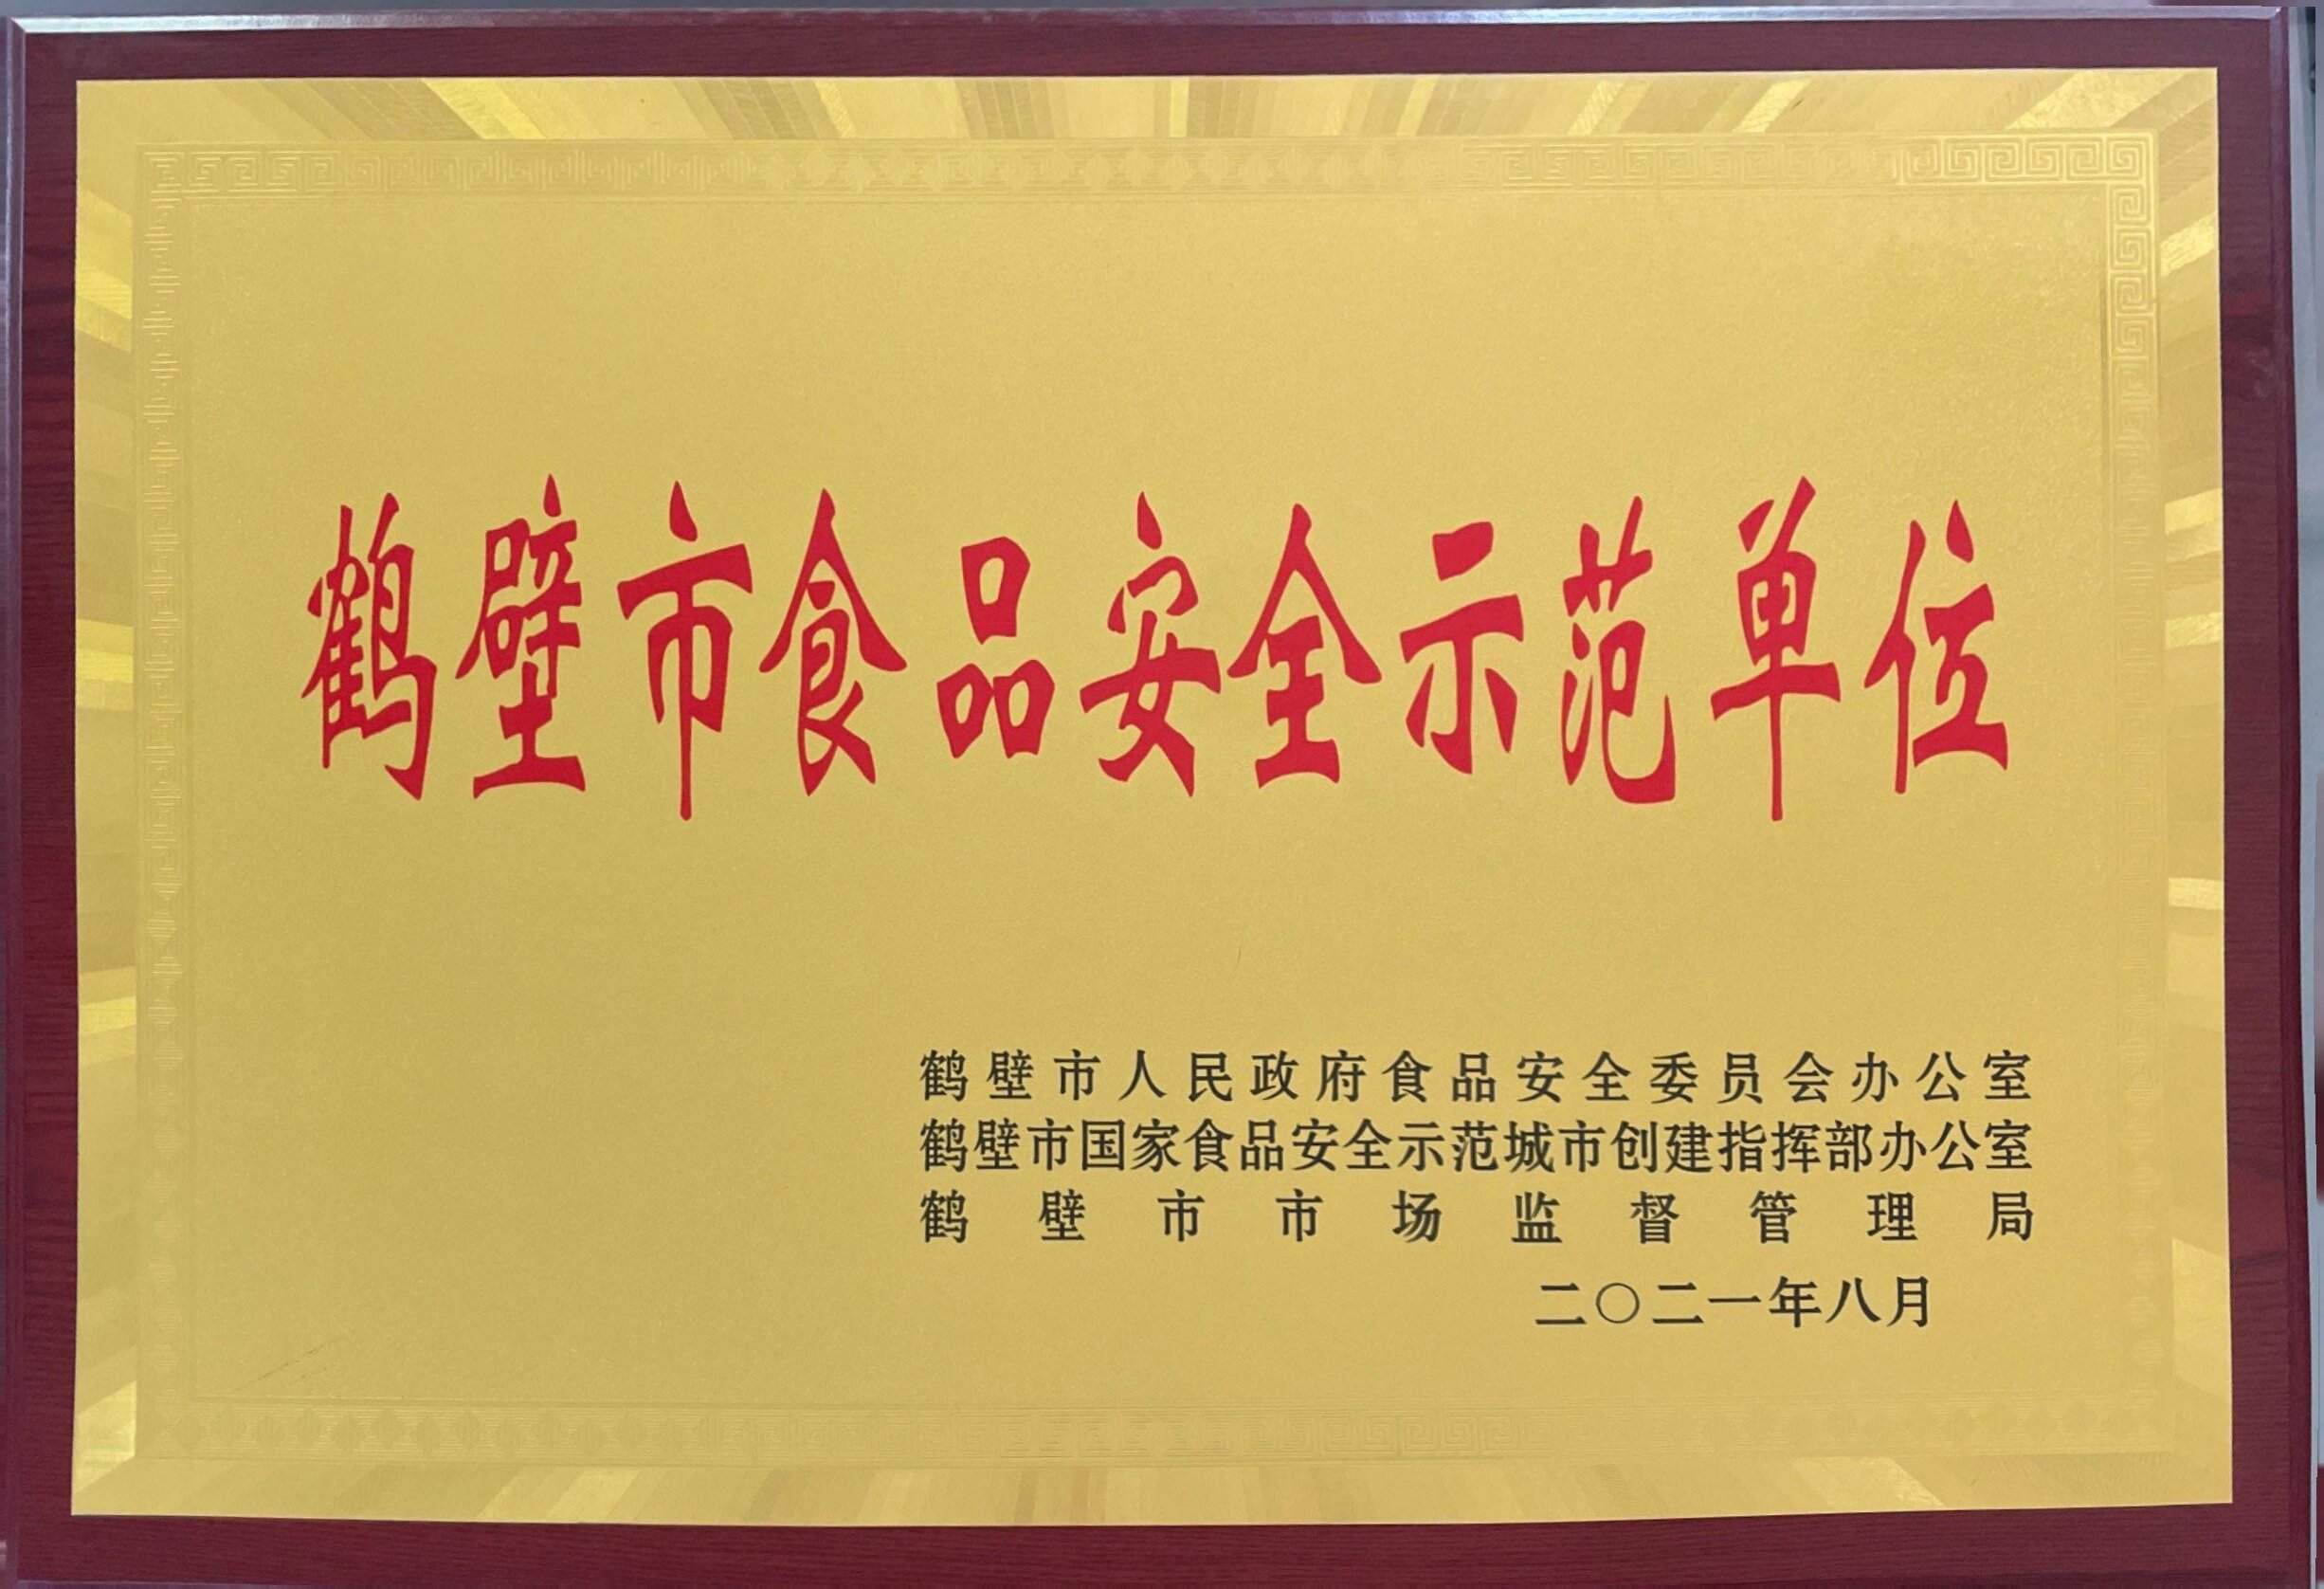 鹤壁市食品安全示范单位
鹤壁市人民政府食品安全委员会办公室
鹤壁市国家食品安全示范城市创建指挥部办公室
鹤壁市市场监督管理局
二〇二一年八月